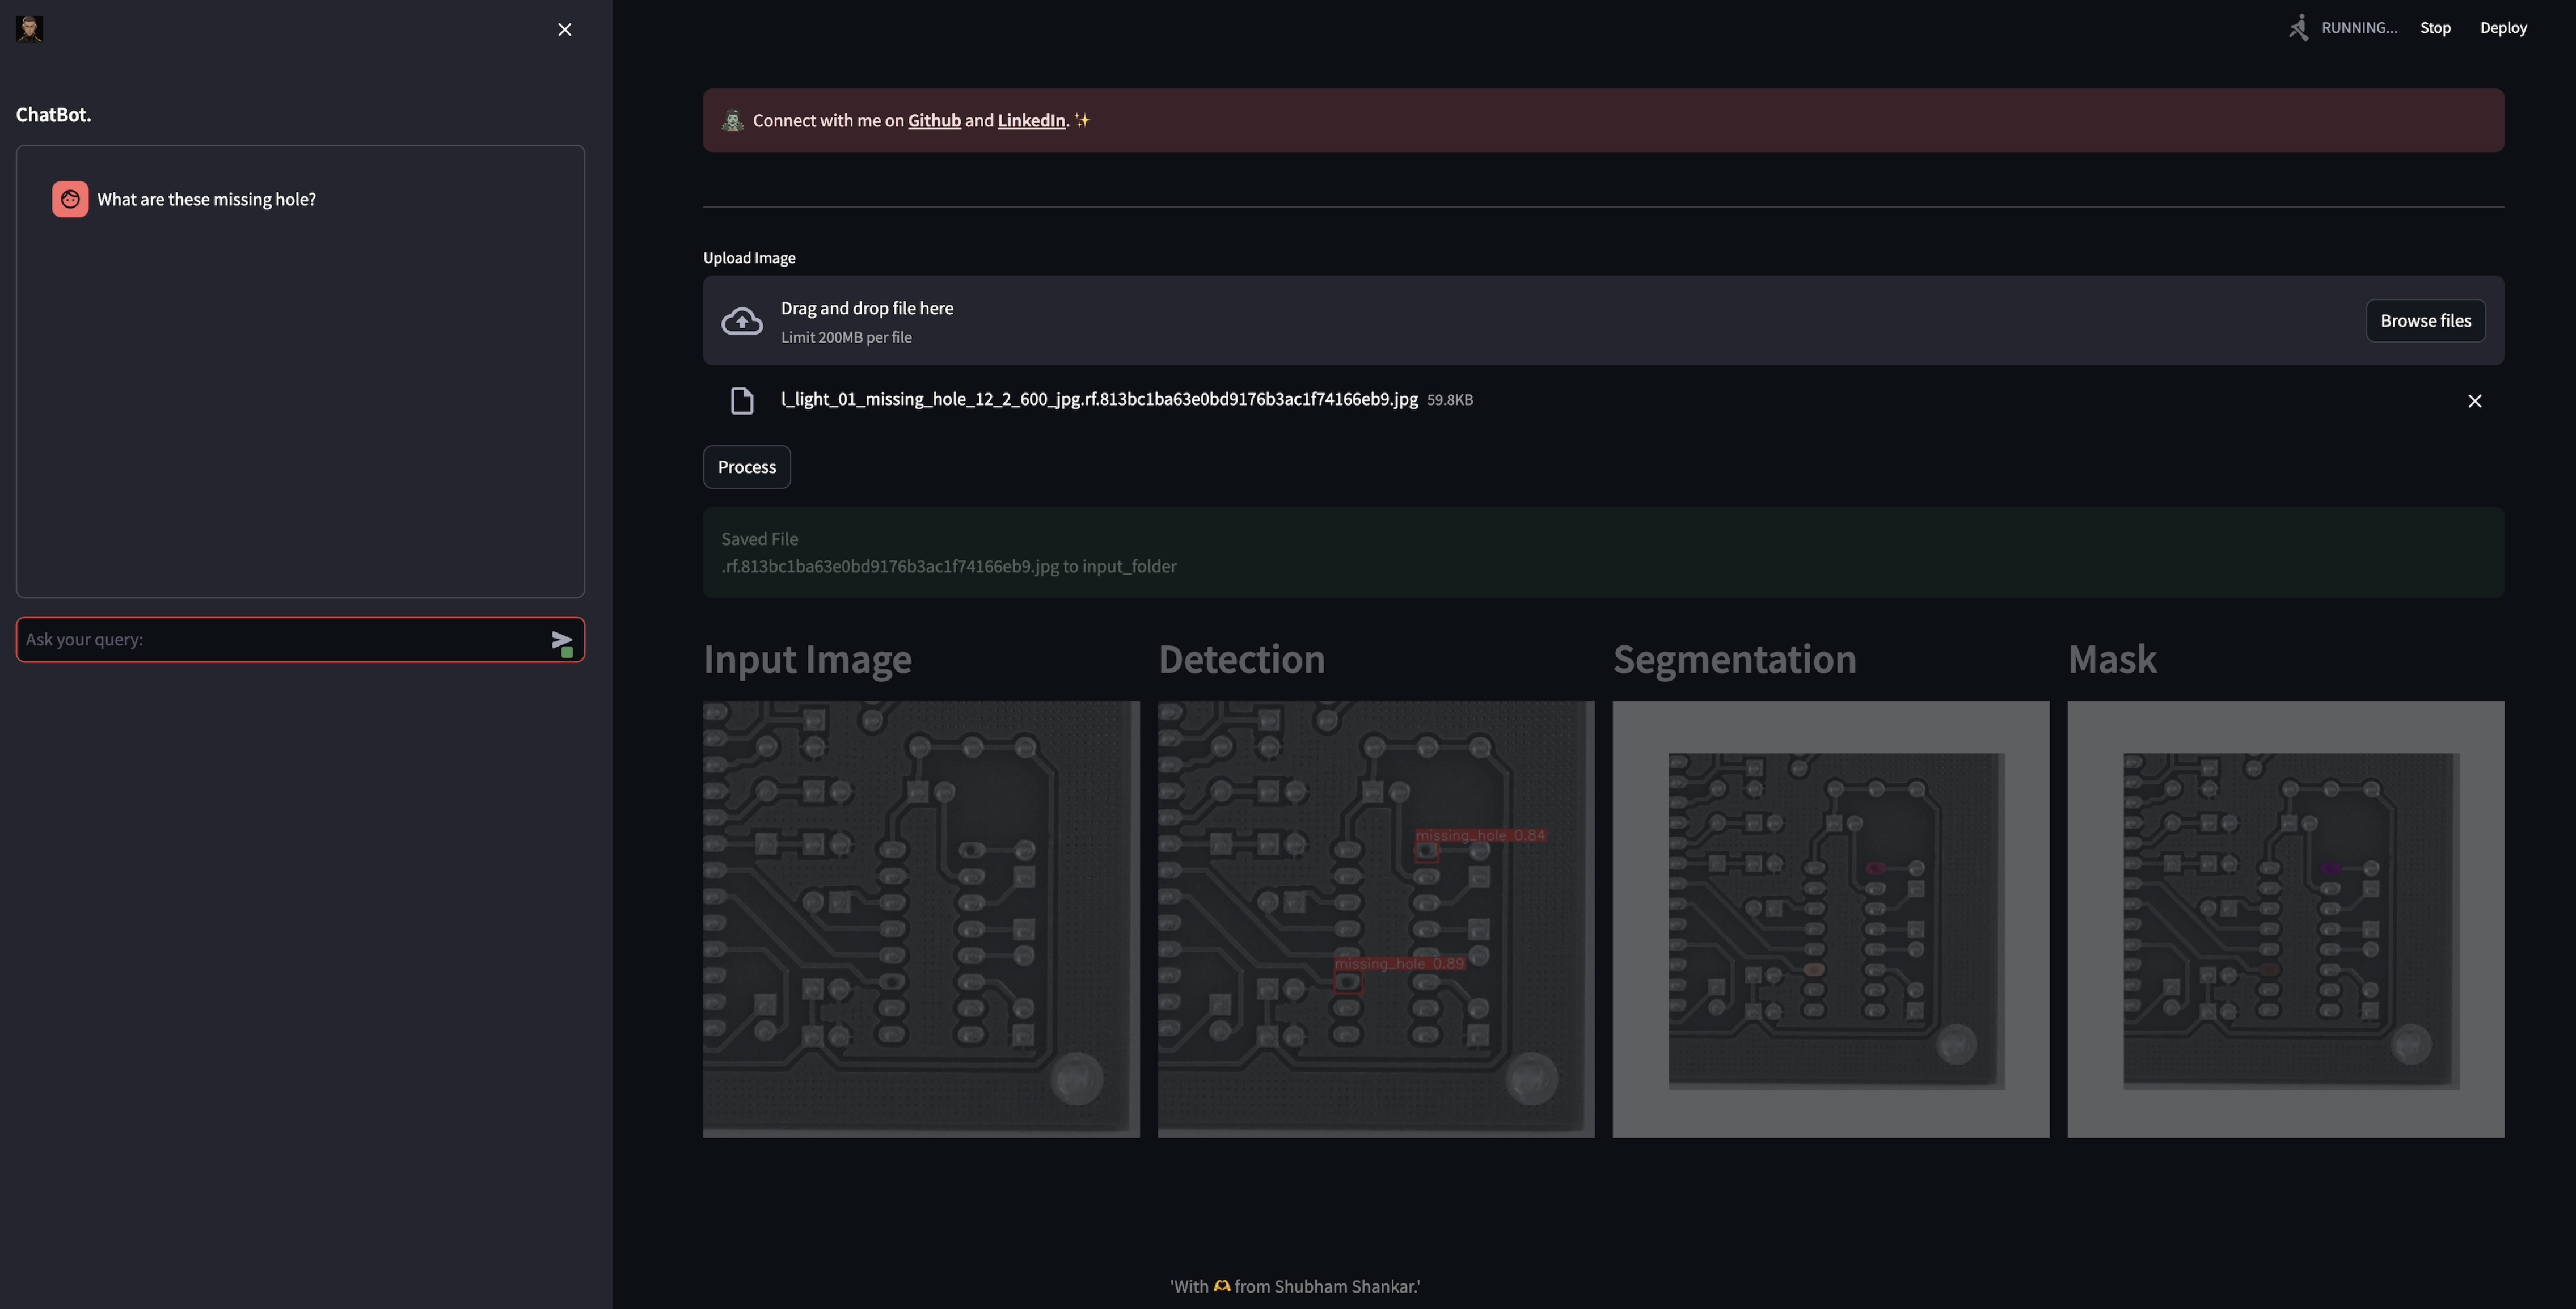 ChatBot.
What are these missing hole?
Ask your query:
RUNNING...
Stop
Deploy
Connect with me on Github and LinkedIn. ✨
Upload Image
Drag and drop file here
Limit 200MB per file
Browse files
l_light_01_missing_hole_12_2_600_jpg.rf.813bc1ba63e0bd9176b3ac1f74166eb9.jpg 59.8KB
Process
Saved File
.rf.813bc1ba63e0bd9176b3ac1f74166eb9.jpg to input_folder
Input Image
Detection
Segmentation
Mask
missing_hole 0.84
missing_hole 0.89
'With 🫶 from Shubham Shankar.'